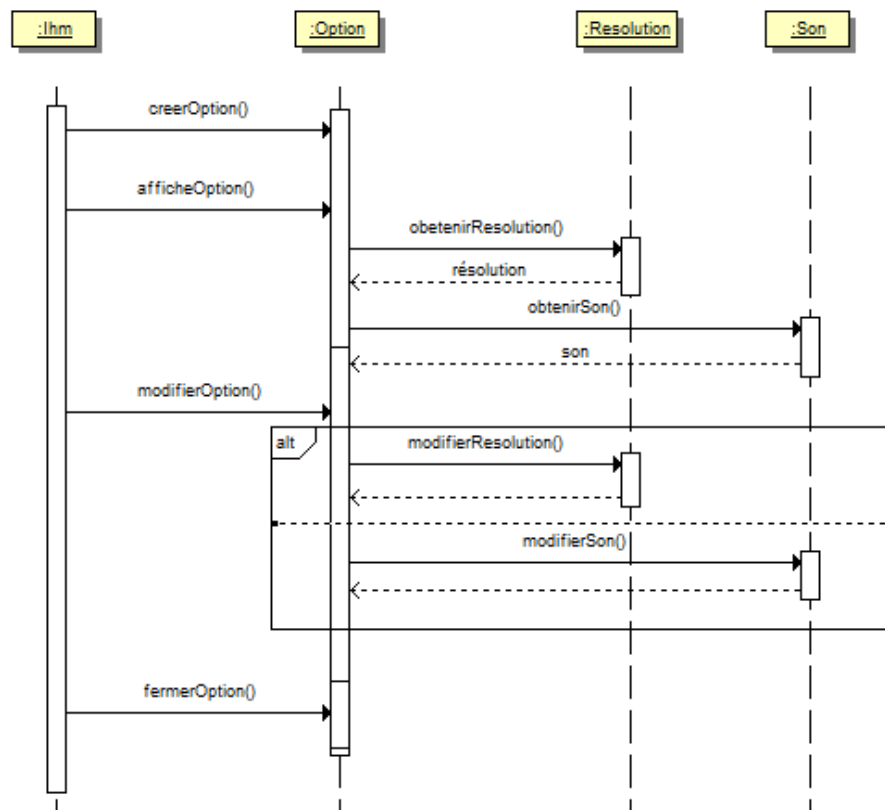 :Ihm
:Option
:Resolution
:Son
creerOption()
afficheOption()
obetenirResolution()
résolution
obtenirSon()
son
modifierOption()
alt
modifierResolution()
modifierSon()
fermerOption()